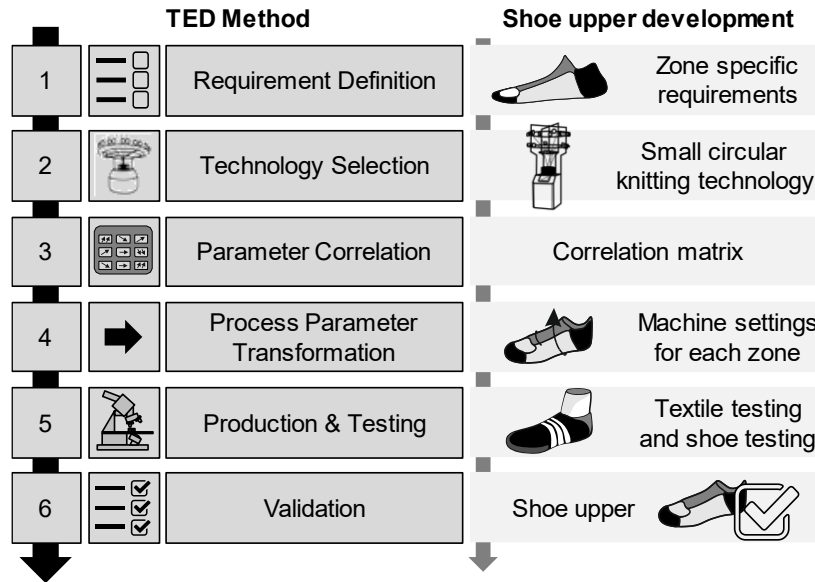 TED Method
Shoe upper development
1
Requirement Definition
Zone specific
requirements
2
Technology Selection
Small circular
knitting technology
3
Parameter Correlation
Correlation matrix
4
Process Parameter
Transformation
Machine settings
for each zone
5
Production & Testing
Textile testing
and shoe testing
6
Validation
Shoe upper